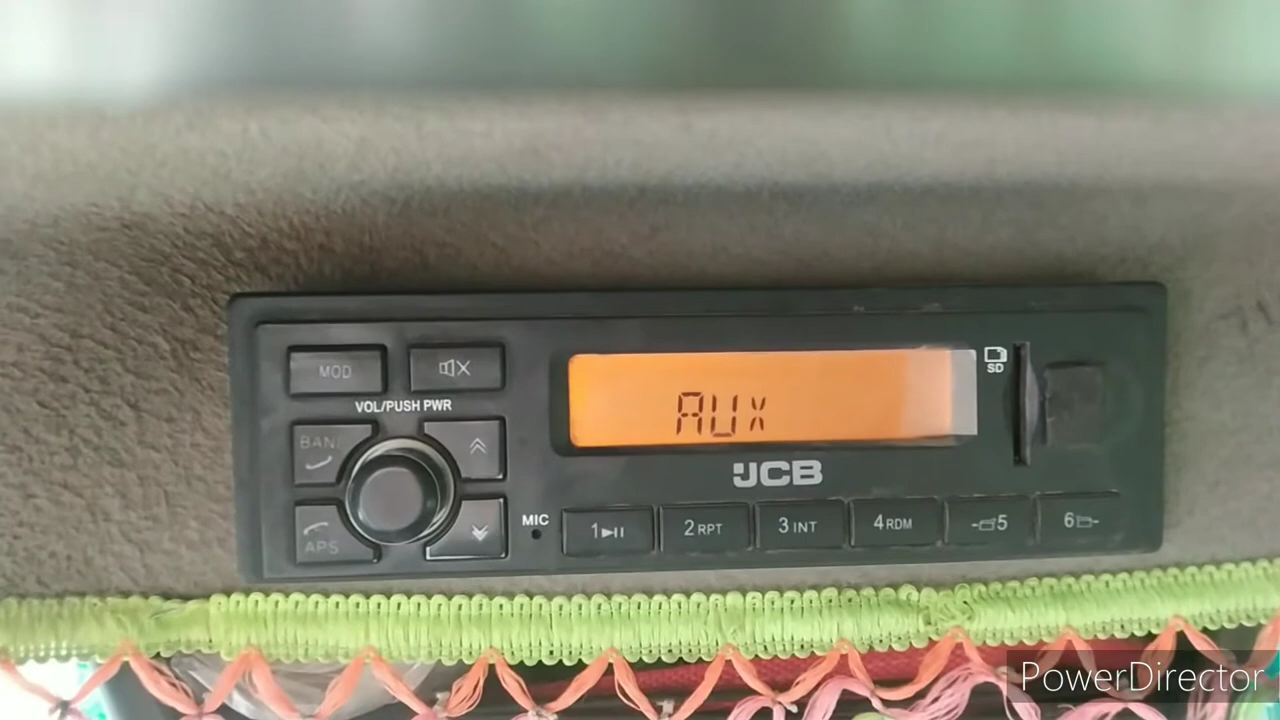 MOD
VOL/PUSH PWR
BAN
APS
AUX
SD
JCB
MIC
1
2 RPT
3 INT
4 RDM
5
6
PowerDirector